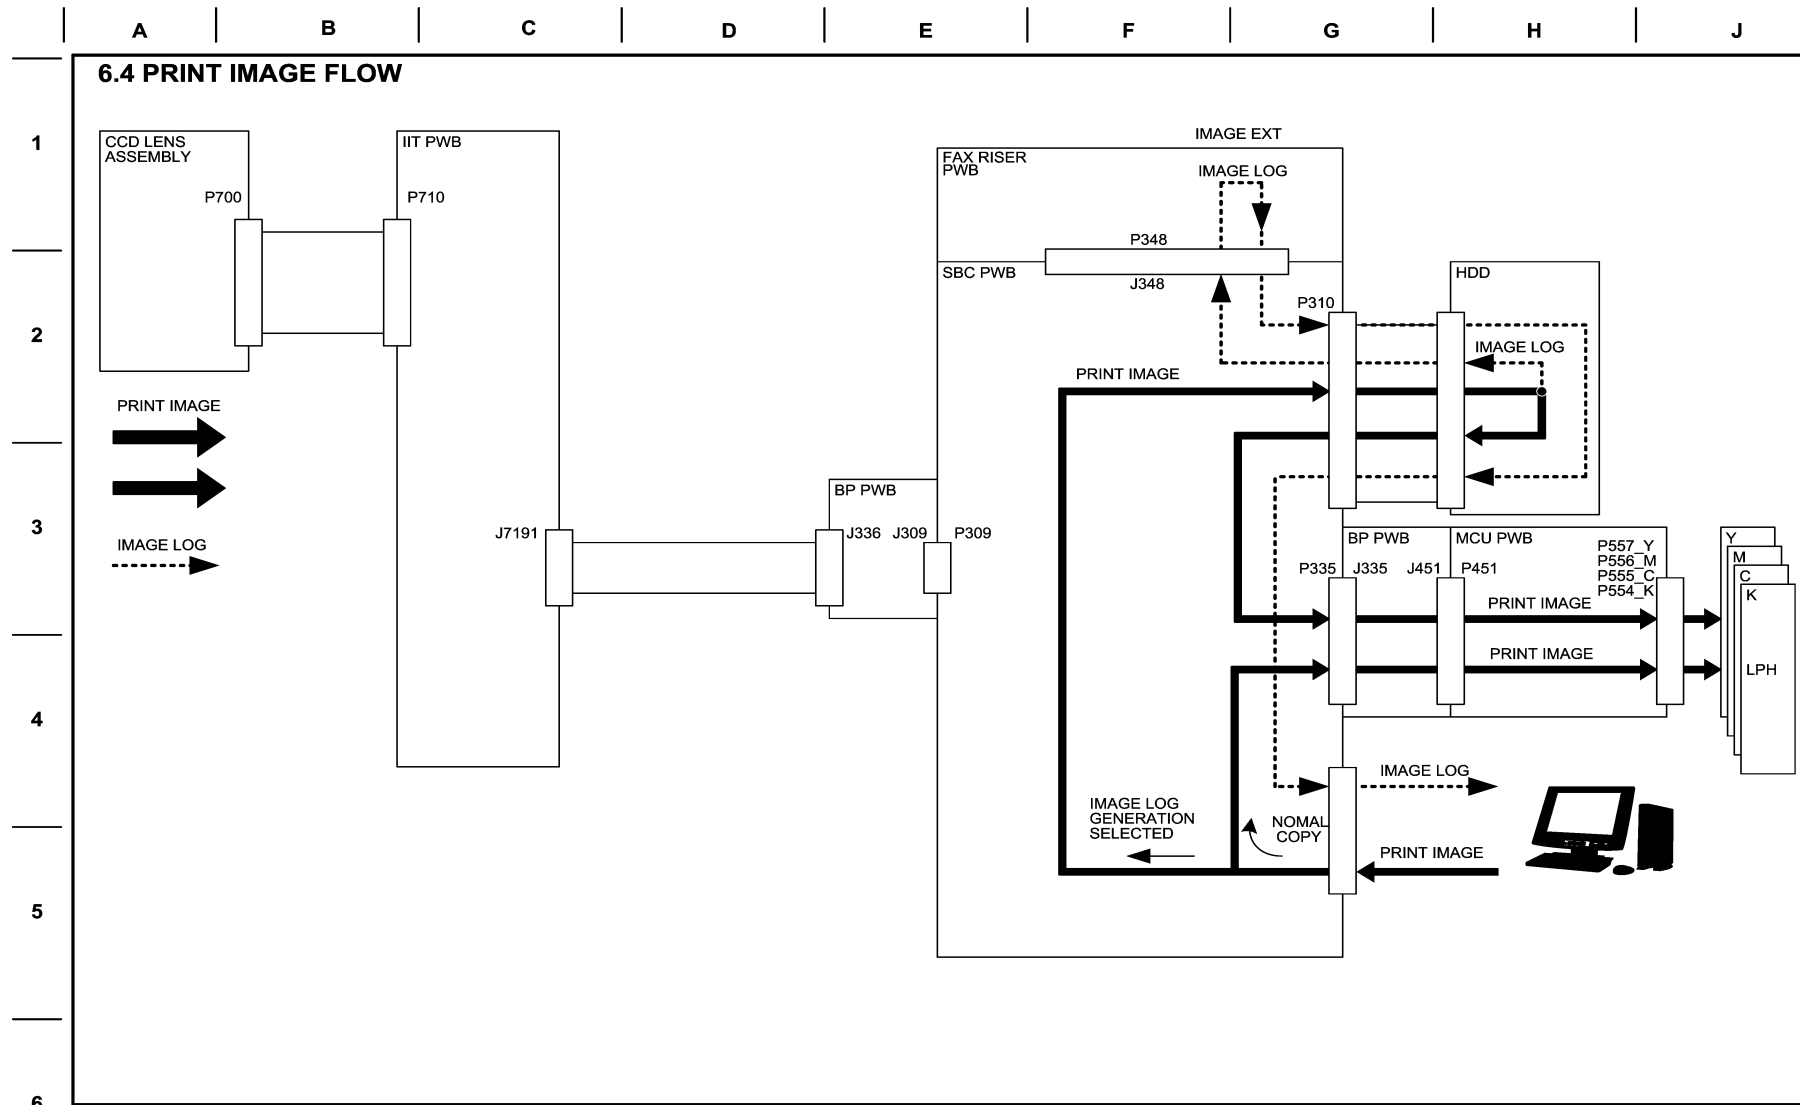 A B C D E F G H J
6.4 PRINT IMAGE FLOW
1
2
3
4
5
6
CCD LENS
ASSEMBLY
P700
IIT PWB
P710
PRINT IMAGE
IMAGE LOG
J7191
BP PWB
J336
J309
P309
IMAGE EXT
FAX RISER
PWB
IMAGE LOG
P348
SBC PWB
J348
P310
HDD
IMAGE LOG
PRINT IMAGE
BP PWB
MCU PWB
P335
J335
J451
P451
P557_Y
P556_M
P555_C
P554_K
PRINT IMAGE
PRINT IMAGE
Y
M
C
K
LPH
IMAGE LOG
IMAGE LOG
GENERATION
SELECTED
NOMAL
COPY
PRINT IMAGE